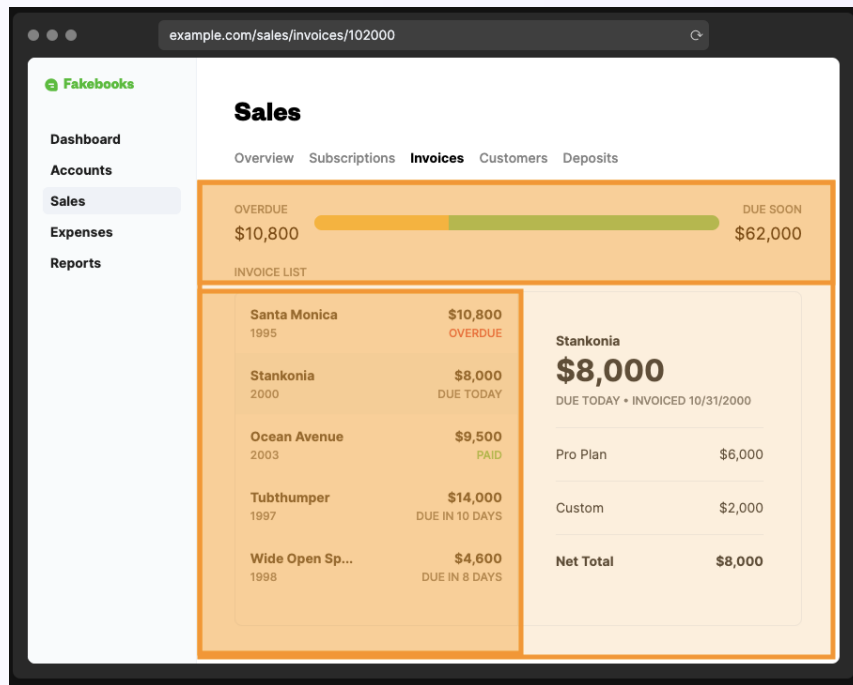 example.com/sales/invoices/102000
Fakebooks
Dashboard
Accounts
Sales
Expenses
Reports
Sales
Overview Subscriptions Invoices Customers Deposits
OVERDUE
$10,800
DUE SOON
$62,000
INVOICE LIST
Santa Monica $10,800
1995 OVERDUE
Stankonia $8,000
2000 DUE TODAY
Ocean Avenue $9,500
2003 PAID
Tubthumper $14,000
1997 DUE IN 10 DAYS
Wide Open Sp... $4,600
1998 DUE IN 8 DAYS
Stankonia
$8,000
DUE TODAY • INVOICED 10/31/2000
Pro Plan $6,000
Custom $2,000
Net Total $8,000